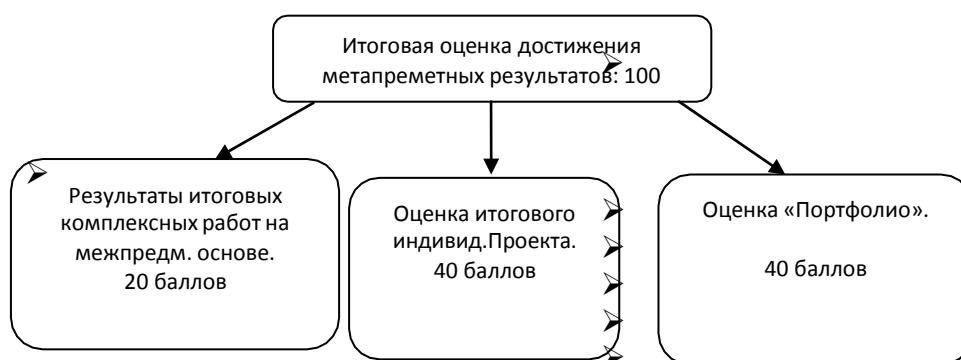 Итоговая оценка достижения
метапреметных результатов: 100
Результаты итоговых
комплексных работ на
межпредм. основе.
20 баллов
Оценка итогового
индивид.Проекта.
40 баллов
Оценка «Портфолио».
40 баллов